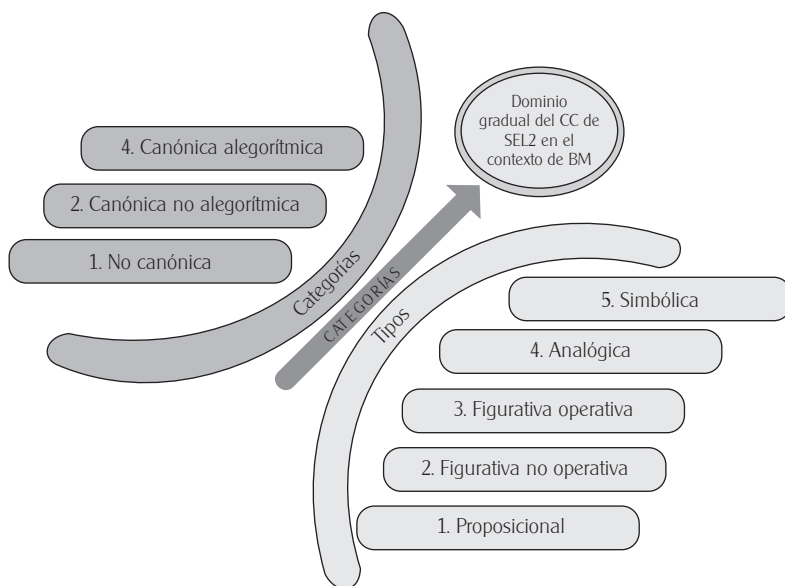 Dominio
gradual del CC de
SEL2 en el
contexto de BM
4. Canónica alegorítmica
2. Canónica no alegorítmica
1. No canónica
Categorías
CATEGORÍAS
Tipos
5. Simbólica
4. Analógica
3. Figurativa operativa
2. Figurativa no operativa
1. Proposicional